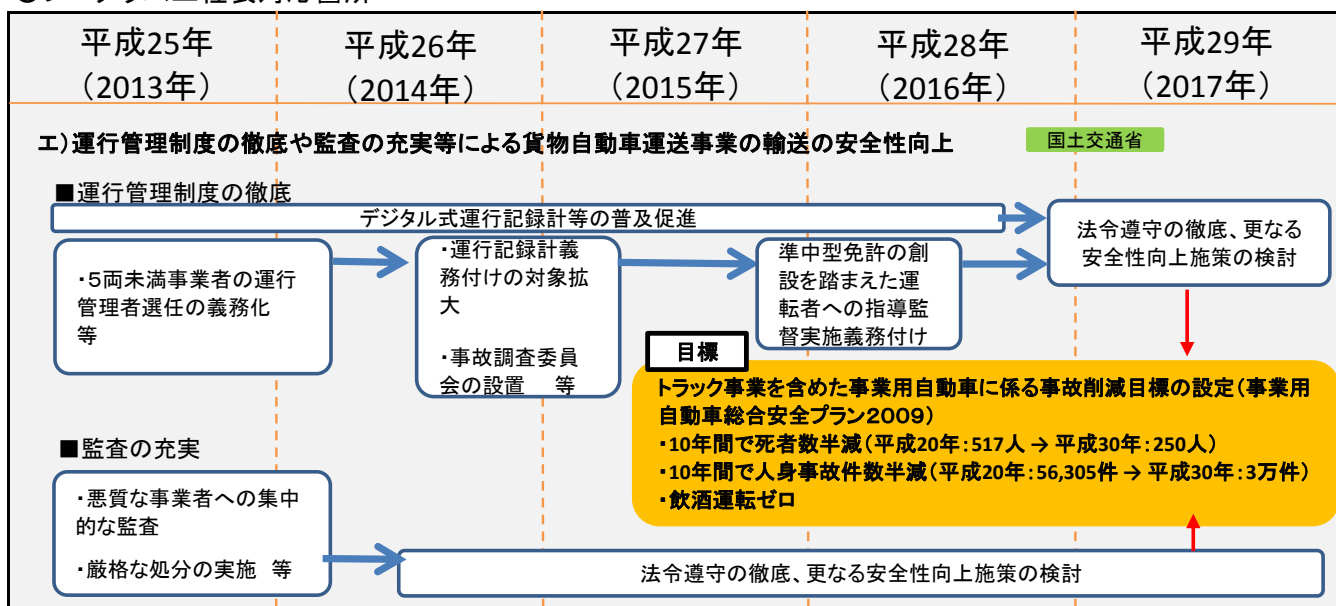 平成25年
（2013年）
平成26年
（2014年）
平成27年
（2015年）
平成28年
（2016年）
平成29年
（2017年）
エ）運行管理制度の徹底や監査の充実等による貨物自動車運送事業の輸送の安全性向上
国土交通省
■運行管理制度の徹底
デジタル式運行記録計等の普及促進
・５両未満事業者の運行
管理者選任の義務化
等
・運行記録計義
務付けの対象拡
大
・事故調査委員
会の設置　等
準中型免許の創
設を踏まえた運
転者への指導監
督実施義務付け
法令遵守の徹底、更なる
安全性向上施策の検討
目標
トラック事業を含めた事業用自動車に係る事故削減目標の設定（事業用
自動車総合安全プラン２００９）
・10年間で死者数半減（平成20年：517人 → 平成30年：250人）
・10年間で人身事故件数半減（平成20年：56,305件 → 平成30年：3万件）
・飲酒運転ゼロ
■監査の充実
・悪質な事業者への集中
的な監査
・厳格な処分の実施　等
法令遵守の徹底、更なる安全性向上施策の検討